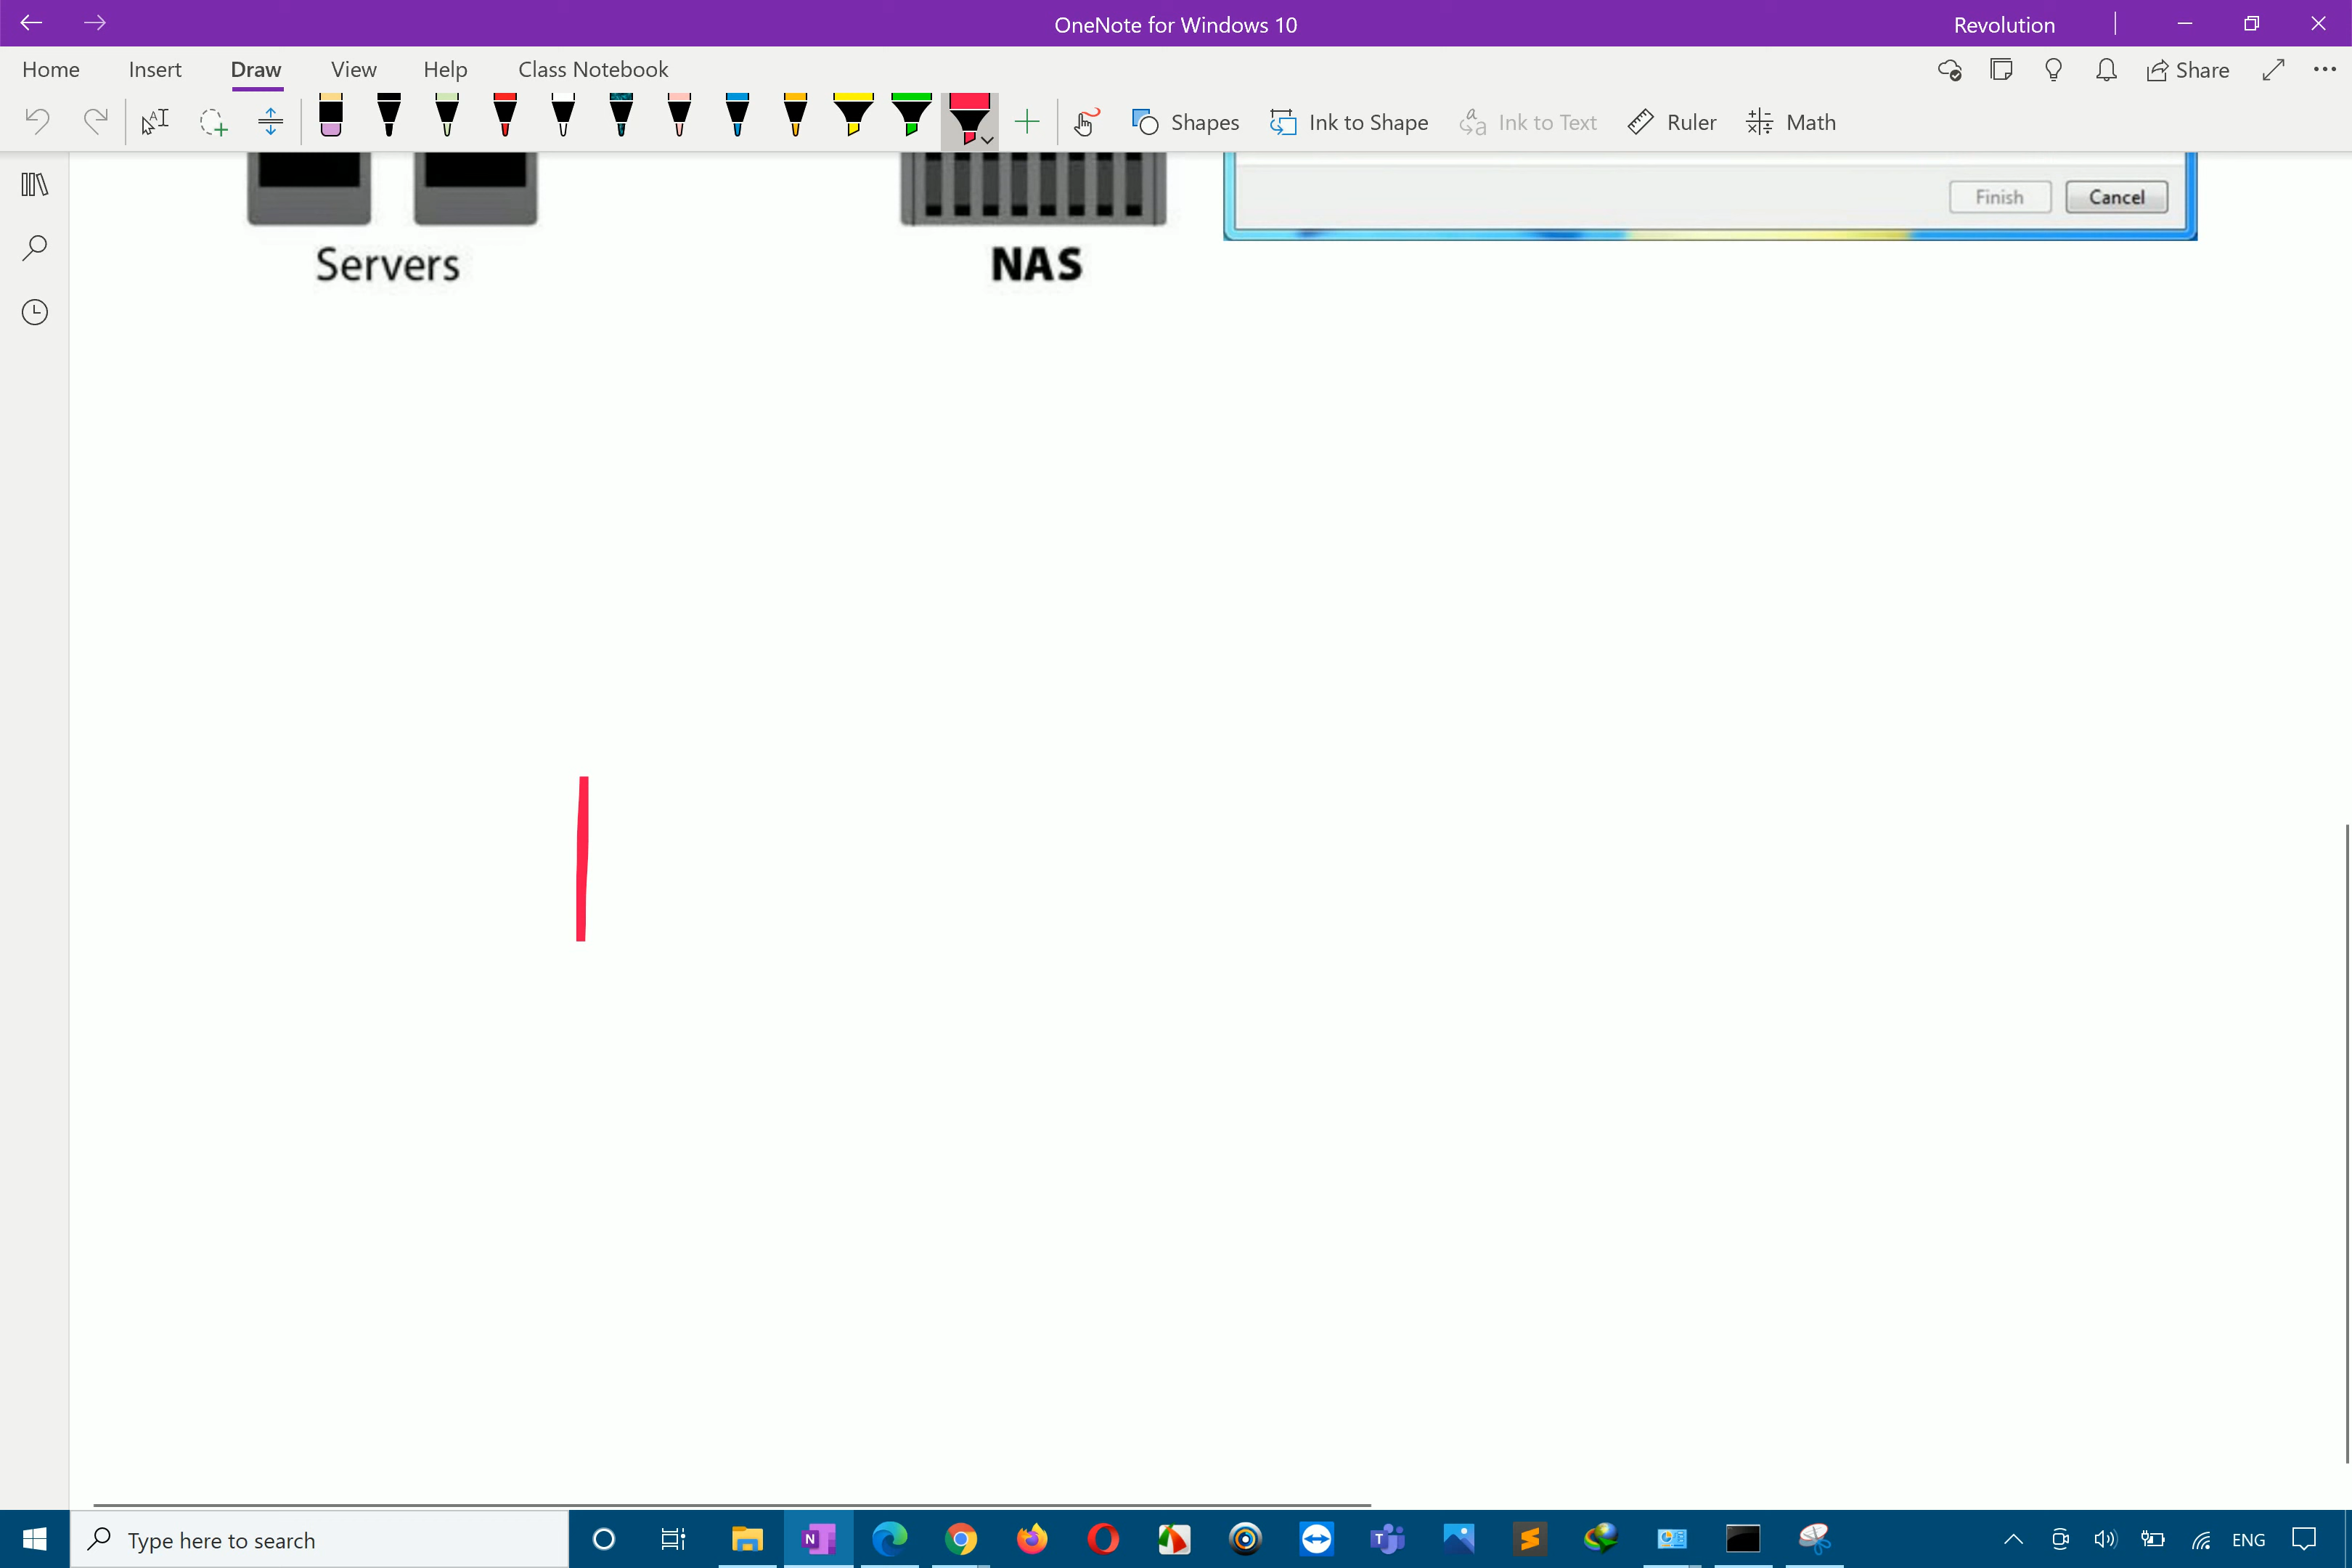 OneNote for Windows 10
Revolution
Home Insert Draw View Help Class Notebook
Share
Shapes Ink to Shape Ink to Text Ruler Math
Finish Cancel
Servers
NAS
Type here to search
ENG